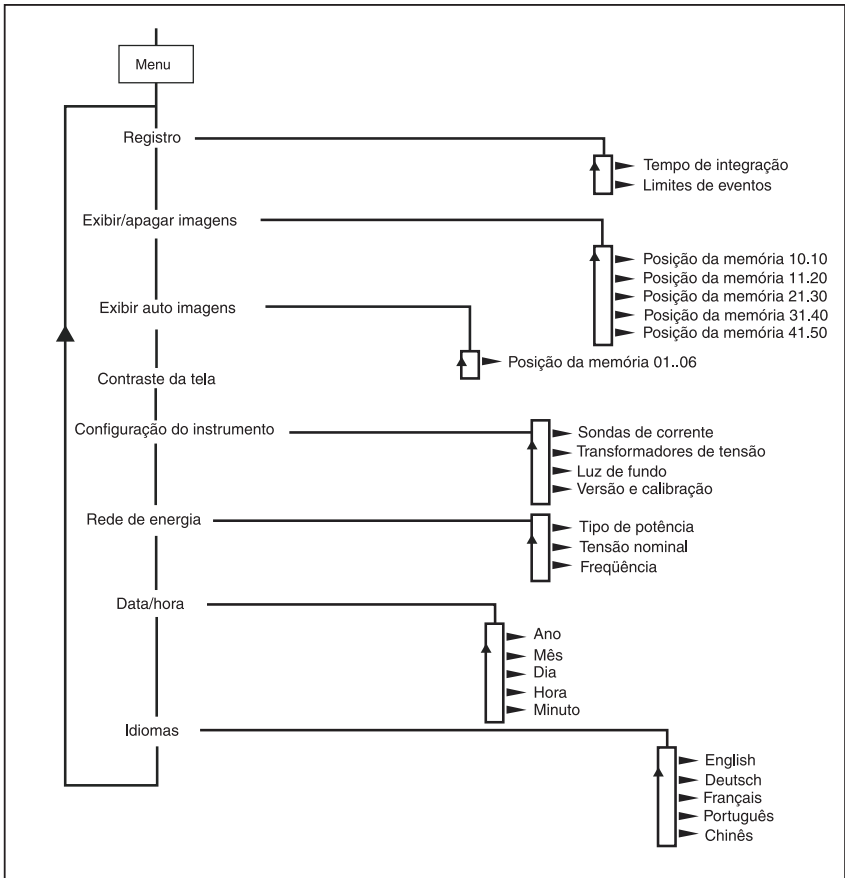 Menu
Registro
Tempo de integração
Limites de eventos
Exibir/apagar imagens
Posição da memória 10.10
Posição da memória 11.20
Posição da memória 21.30
Posição da memória 31.40
Posição da memória 41.50
Exibir auto imagens
Posição da memória 01..06
Contraste da tela
Configuração do instrumento
Sondas de corrente
Transformadores de tensão
Luz de fundo
Versão e calibração
Rede de energia
Tipo de potência
Tensão nominal
Freqüência
Data/hora
Ano
Mês
Dia
Hora
Minuto
Idiomas
English
Deutsch
Français
Português
Chinês